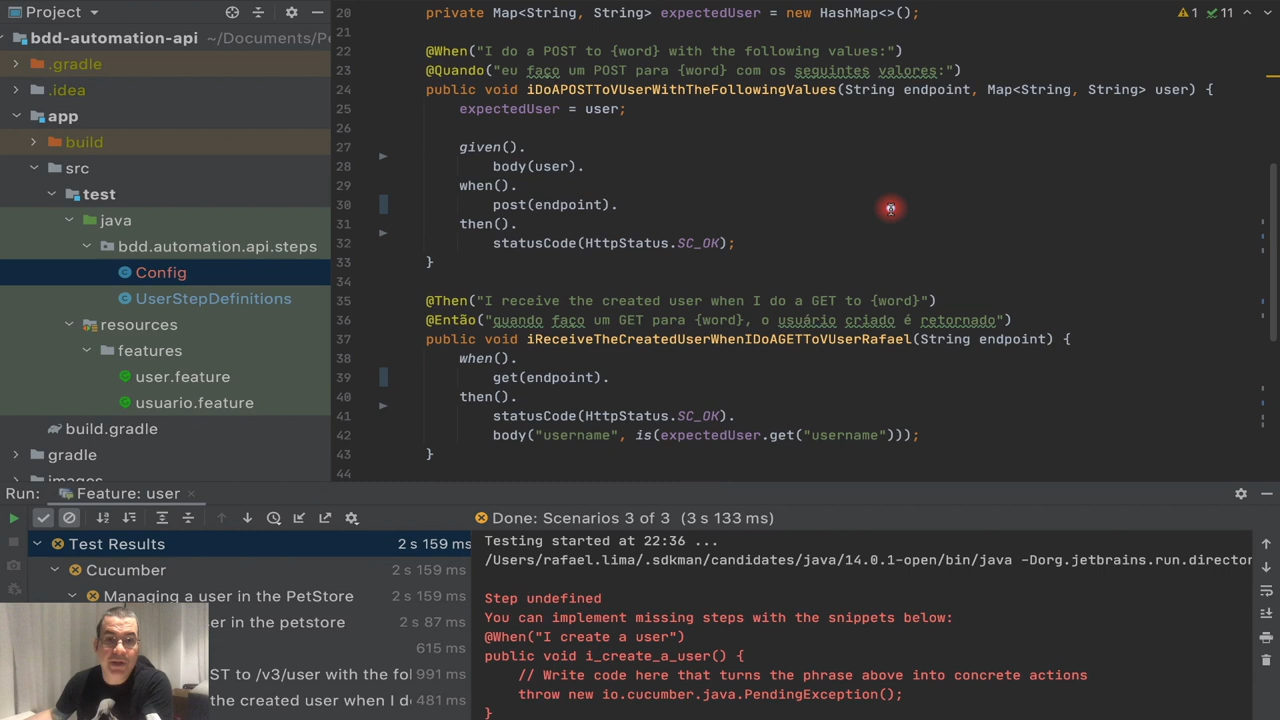 Project
bdd-automation-api ~/Documents/P
.gradle
.idea
app
build
src
test
java
bdd.automation.api.steps
Config
UserStepDefinitions
resources
features
user.feature
usuario.feature
build.gradle
gradle
images
1 11
20 private Map<String, String> expectedUser = new HashMap<>();
21
22 @When("I do a POST to {word} with the following values:")
23 @Quando("eu faço um POST para {word} com os seguintes valores:")
24 public void iDoAPOSTToVUserWithTheFollowingValues(String endpoint, Map<String, String> user) {
25 expectedUser = user;
26
27 given().
28 body(user).
29 when().
30 post(endpoint).
31 then().
32 statusCode(HttpStatus.SC_OK);
33 }
34
35 @Then("I receive the created user when I do a GET to {word}")
36 @Então("quando faço um GET para {word}, o usuário criado é retornado")
37 public void iReceiveTheCreatedUserWhenIDoAGETToVUserRafael(String endpoint) {
38 when().
39 get(endpoint).
40 then().
41 statusCode(HttpStatus.SC_OK).
42 body("username", is(expectedUser.get("username")));
43 }
44
Run: Feature: user
Test Results 2 s 159 ms
Cucumber 2 s 159 ms
Managing a user in the PetStore 2 s 159 ms
er in the petstore 2 s 87 ms
615 ms
ST to /v3/user with the fol 991 ms
the created user when I do 481 ms
Done: Scenarios 3 of 3 (3 s 133 ms)
Testing started at 22:36 ...
/Users/rafael.lima/.sdkman/candidates/java/14.0.1-open/bin/java -Dorg.jetbrains.run.director
Step undefined
You can implement missing steps with the snippets below:
@When("I create a user")
public void i_create_a_user() {
// Write code here that turns the phrase above into concrete actions
throw new io.cucumber.java.PendingException();
}